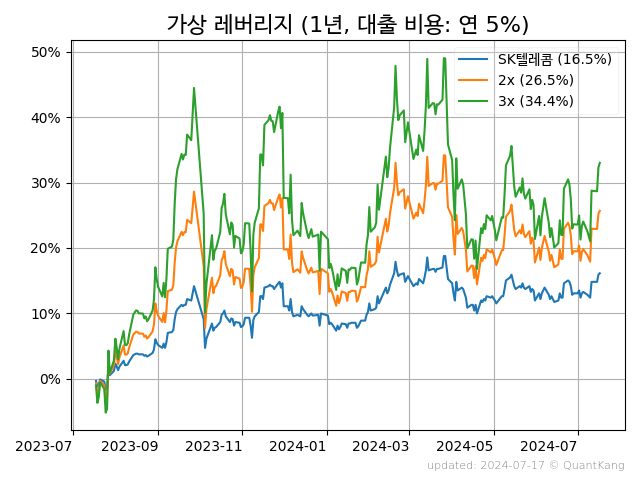 가상 레버리지 (1년, 대출 비용: 연 5%)
SK텔레콤 (16.5%)
2x (26.5%)
3x (34.4%)
50%
40%
30%
20%
10%
0%
2023-07 2023-09 2023-11 2024-01 2024-03 2024-05 2024-07
updated: 2024-07-17 © QuantKang